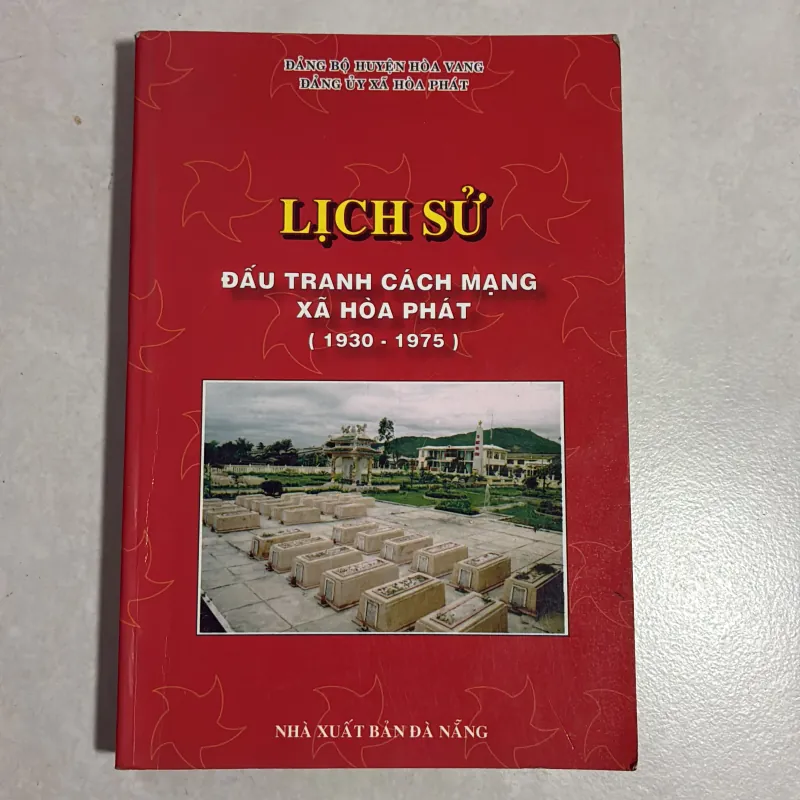 ĐẢNG BỘ HUYỆN HÒA VANG
ĐẢNG ỦY XÃ HÒA PHÁT
LỊCH SỬ
ĐẤU TRANH CÁCH MẠNG
XÃ HÒA PHÁT
( 1930 - 1975 )
NHÀ XUẤT BẢN ĐÀ NẴNG